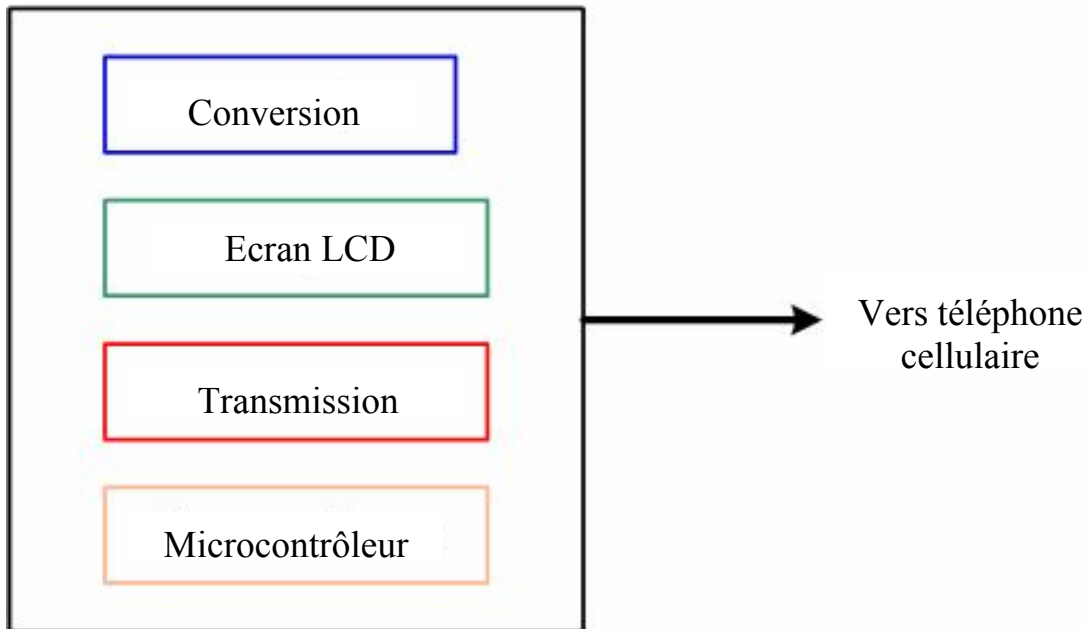 Conversion
Ecran LCD
Transmission
Microcontrôleur
Vers téléphone
cellulaire